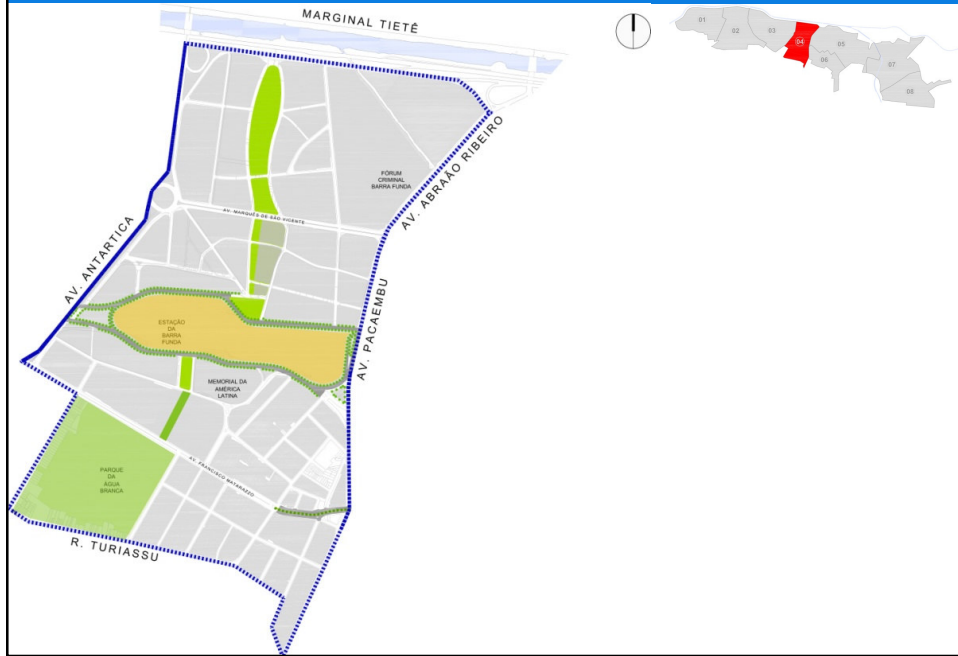 MARGINAL TIETÊ
01
02
03
04
05
06
07
08
AV. ABRAÃO RIBEIRO
FÓRUM
CRIMINAL
BARRA FUNDA
AV. MARQUÊS DE SÃO VICENTE
AV. ANTARTICA
AV. PACAEMBU
ESTAÇÃO
DA
BARRA
FUNDA
MEMORIAL DA
AMÉRICA
LATINA
AV. FRANCISCO MATARAZZO
PARQUE
DA
AGUA
BRANCA
R. TURIASSU